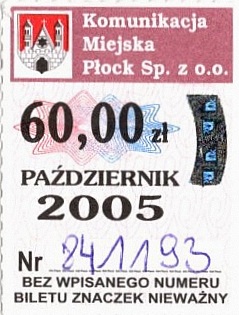 Komunikacja
Miejska
Płock Sp. z o.o.
60,00 zł
PAŹDZIERNIK
2005
Nr 241193
BEZ WPISANEGO NUMERU
BILETU ZNACZEK NIEWAŻNY